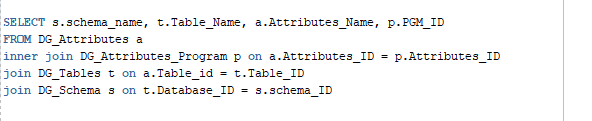 SELECT s.schema_name, t.Table_Name, a.Attributes_Name, p.PGM_ID
FROM DG_Attributes a
inner join DG_Attributes_Program p on a.Attributes_ID = p.Attributes_ID
join DG_Tables t on a.Table_id = t.Table_ID
join DG_Schema s on t.Database_ID = s.schema_ID